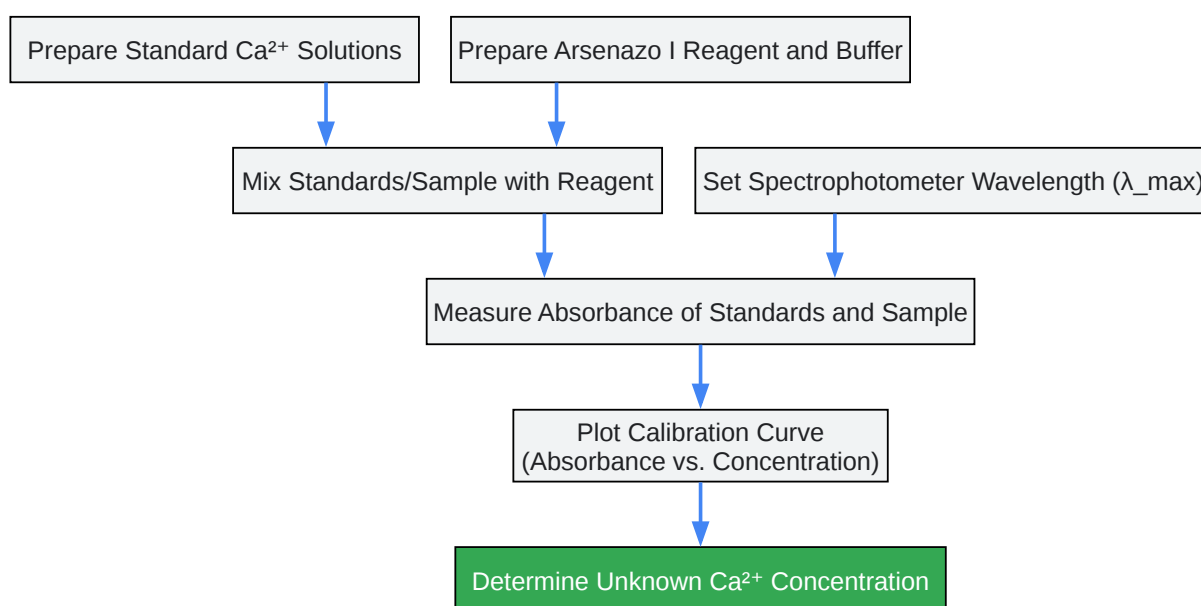 Prepare Standard Ca²⁺ Solutions
Prepare Arsenazo I Reagent and Buffer
Mix Standards/Sample with Reagent
Set Spectrophotometer Wavelength (λ_max)
Measure Absorbance of Standards and Sample
Plot Calibration Curve
(Absorbance vs. Concentration)
Determine Unknown Ca²⁺ Concentration